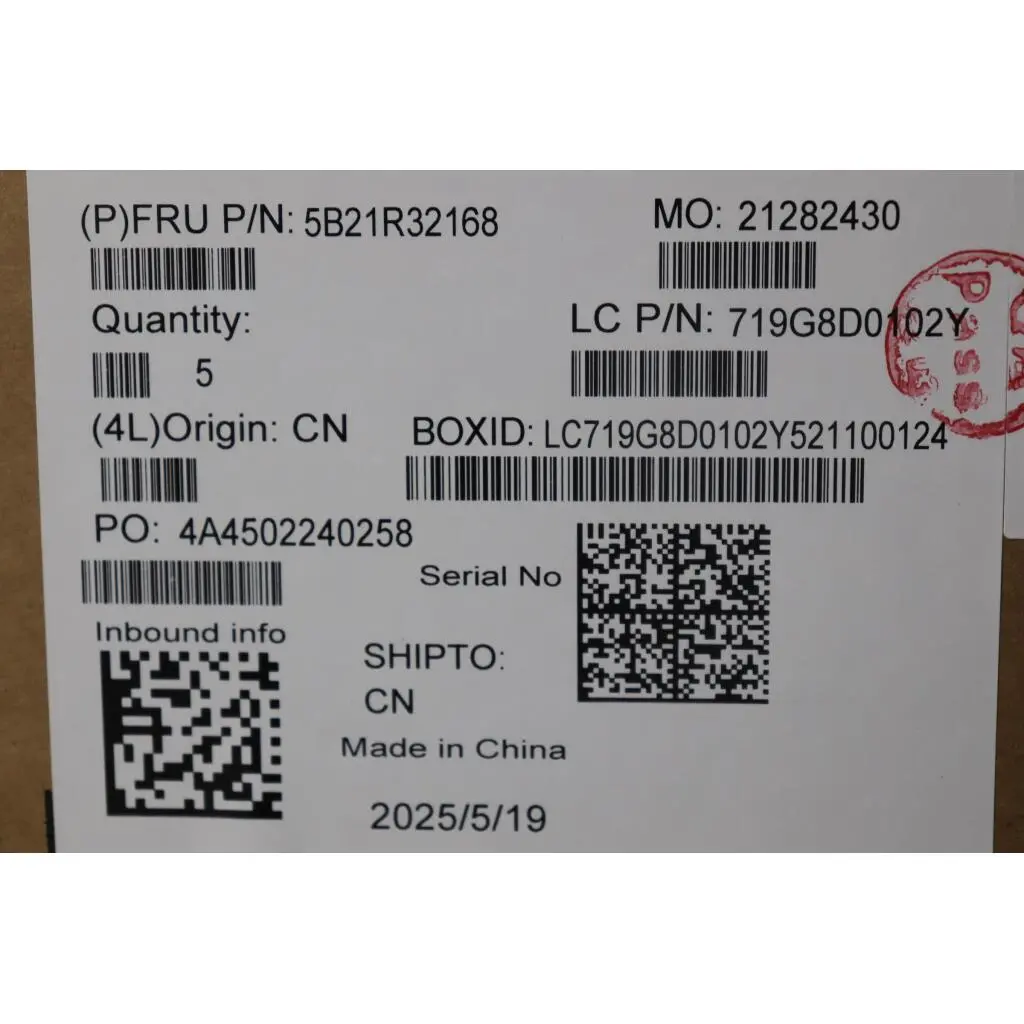 (P)FRU P/N: 5B21R32168
MO: 21282430
Quantity:
5
LC P/N: 719G8D0102Y
(4L)Origin: CN
BOXID: LC719G8D0102Y521100124
PO: 4A4502240258
Serial No
Inbound info
SHIPTO:
CN
Made in China
2025/5/19
Pass